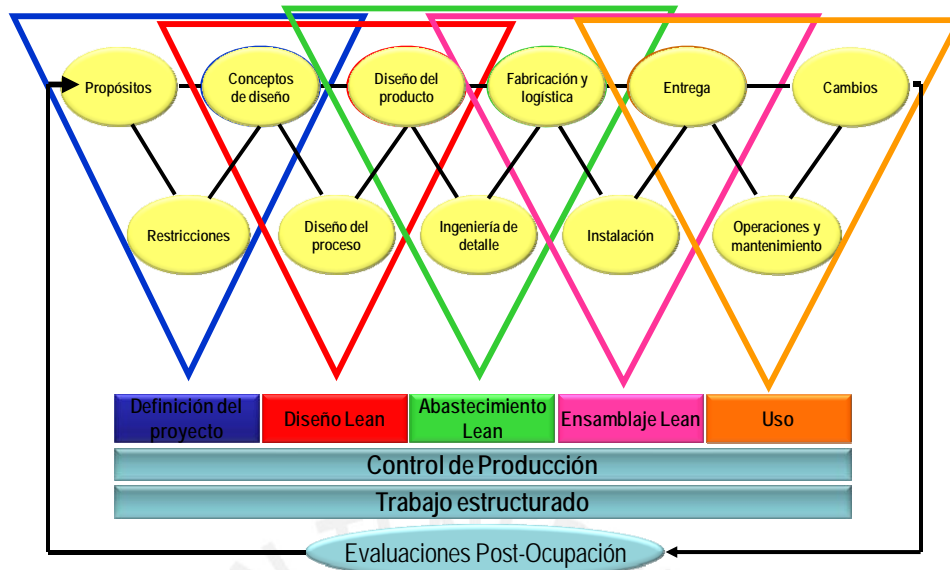 Propósitos
Conceptos
de diseño
Diseño del
producto
Fabricación y
logística
Entrega
Cambios
Restricciones
Diseño del
proceso
Ingeniería de
detalle
Instalación
Operaciones y
mantenimiento
Definición del
proyecto
Diseño Lean
Abastecimiento
Lean
Ensamblaje Lean
Uso
Control de Producción
Trabajo estructurado
Evaluaciones Post-Ocupación